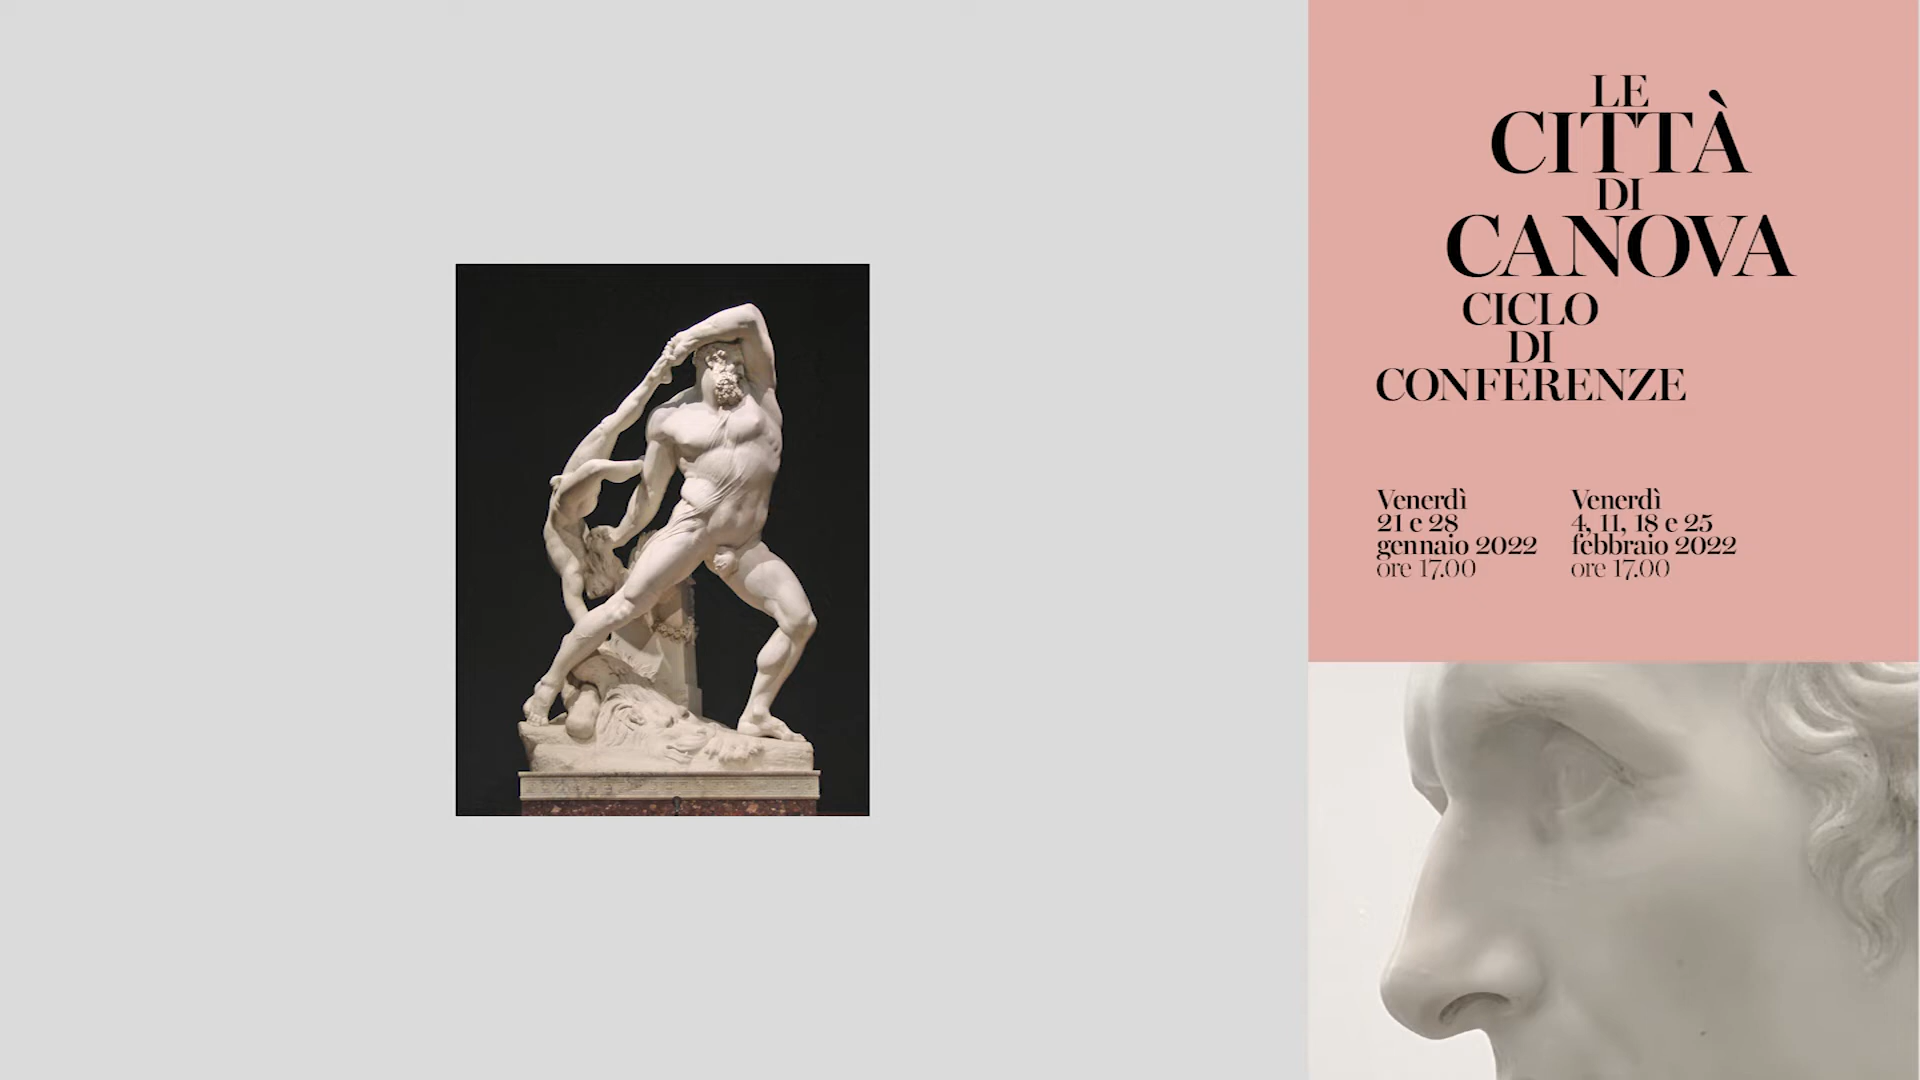 LE
CITTÀ
DI
CANOVA
CICLO
DI
CONFERENZE
Venerdì
21 e 28
gennaio 2022
ore 17.00
Venerdì
4, 11, 18 e 25
febbraio 2022
ore 17.00